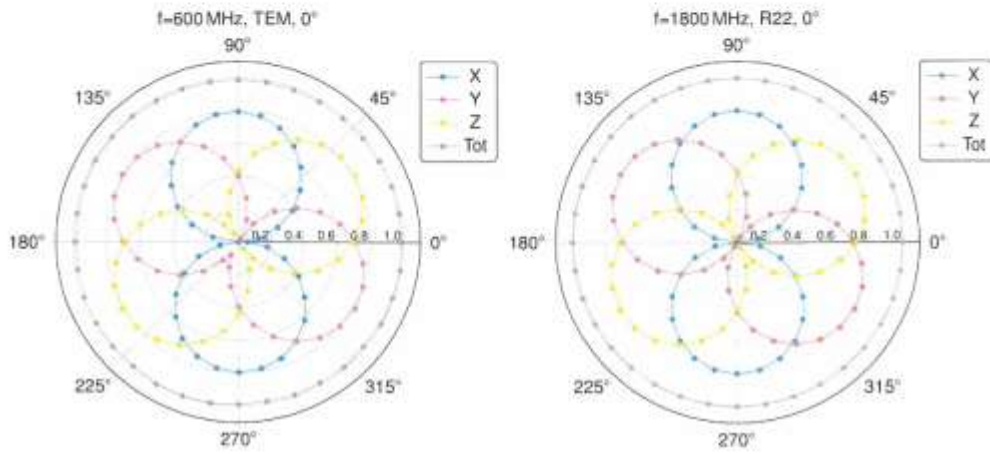 f=600 MHz, TEM, 0°
90°
135°
45°
X
Y
Z
Tot
180°
0.2 0.4 0.6 0.8 1.0
0°
225°
315°
270°
f=1800 MHz, R22, 0°
90°
135°
45°
X
Y
Z
Tot
180°
0.2 0.4 0.6 0.8 1.0
0°
225°
315°
270°